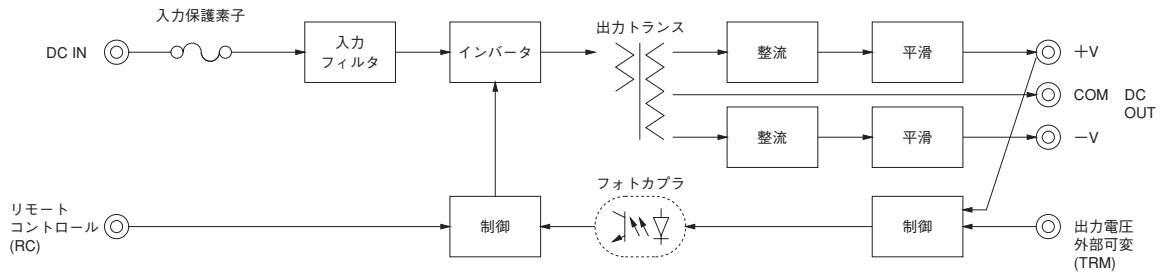 入力保護素子
DC IN
入力
フィルタ
インバータ
出力トランス
整流
平滑
＋V
COM
DC
OUT
整流
平滑
－V
リモート
コントロール
(RC)
制御
フォトカプラ
制御
出力電圧
外部可変
(TRM)